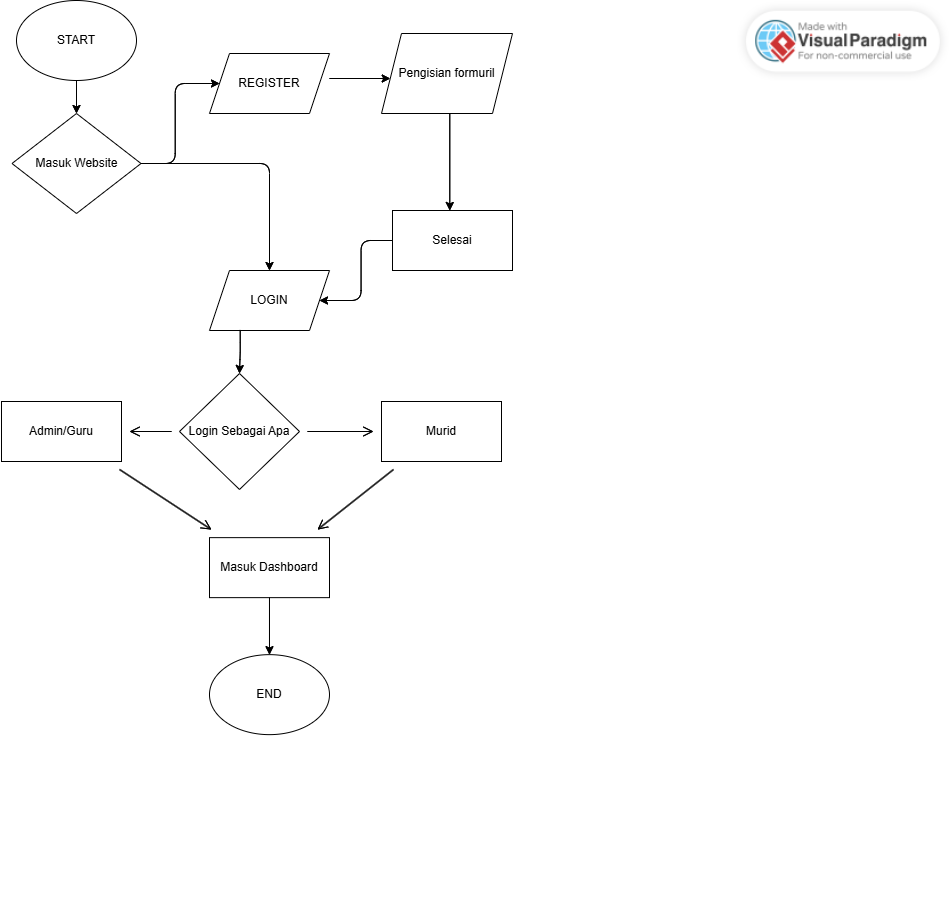 START
Made with
Visual Paradigm
For non-commercial use
REGISTER
Pengisian formuril
Masuk Website
Selesai
LOGIN
Admin/Guru
Login Sebagai Apa
Murid
Masuk Dashboard
END